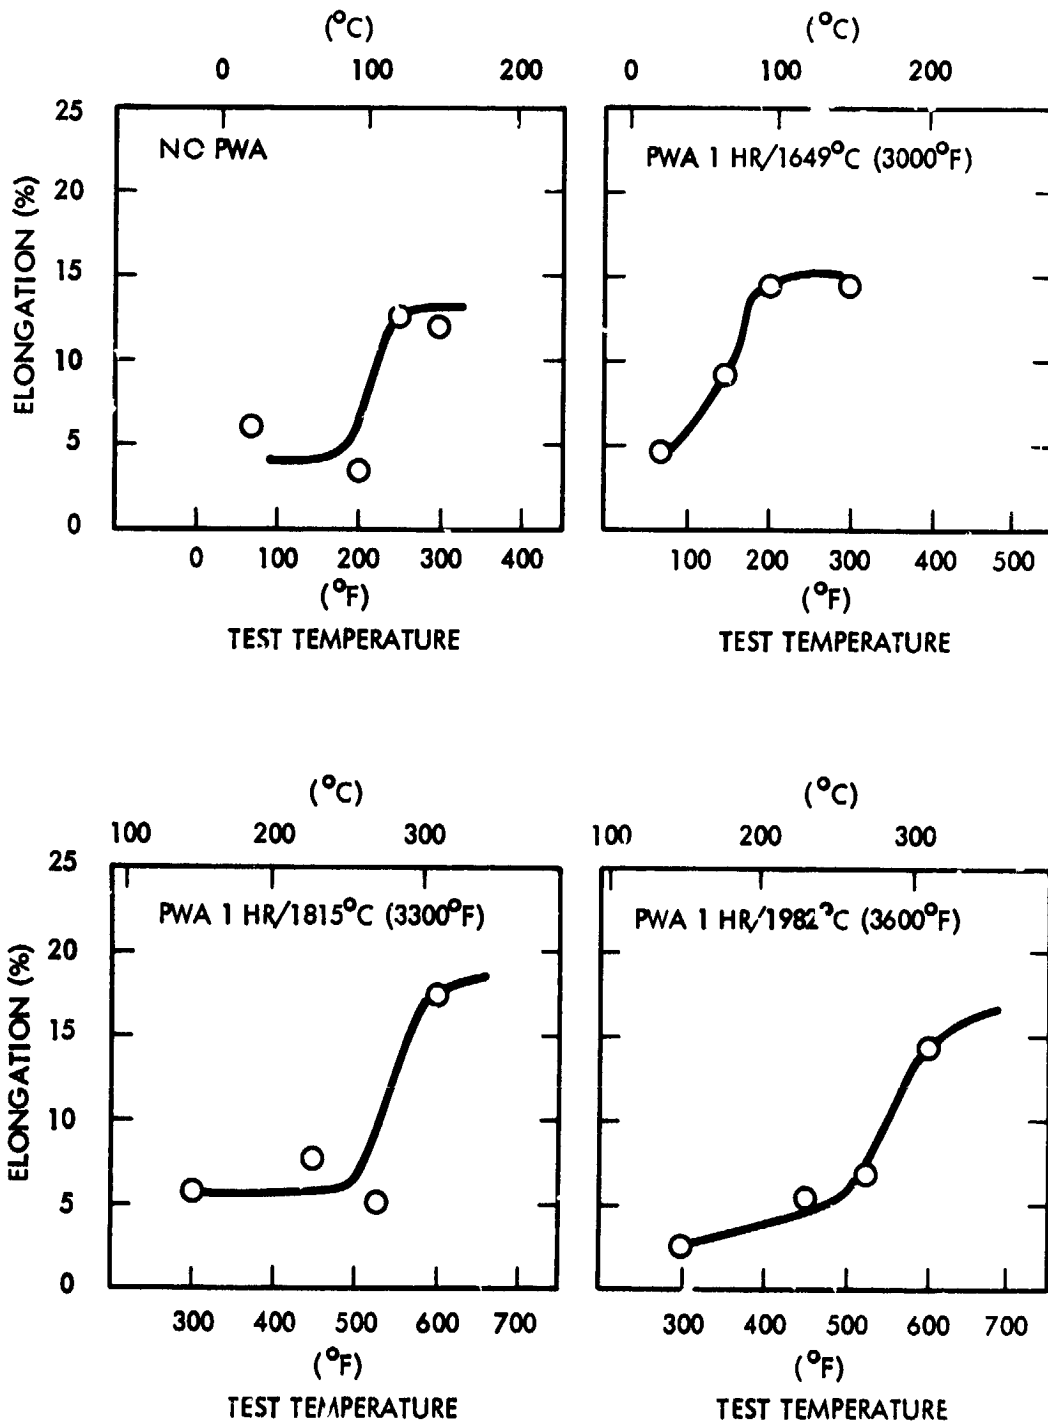 (°C)
0 100 200
25
20
15
10
5
0
ELONGATION (%)
NO PWA
0 100 200 300 400
(°F)
TEST TEMPERATURE
(°C)
0 100 200
PWA 1 HR/1649°C (3000°F)
100 200 300 400 500
(°F)
TEST TEMPERATURE
(°C)
100 200 300
25
20
15
10
5
0
ELONGATION (%)
PWA 1 HR/1815°C (3300°F)
300 400 500 600 700
(°F)
TEST TEMPERATURE
(°C)
100 200 300
PWA 1 HR/1982°C (3600°F)
300 400 500 600 700
(°F)
TEST TEMPERATURE